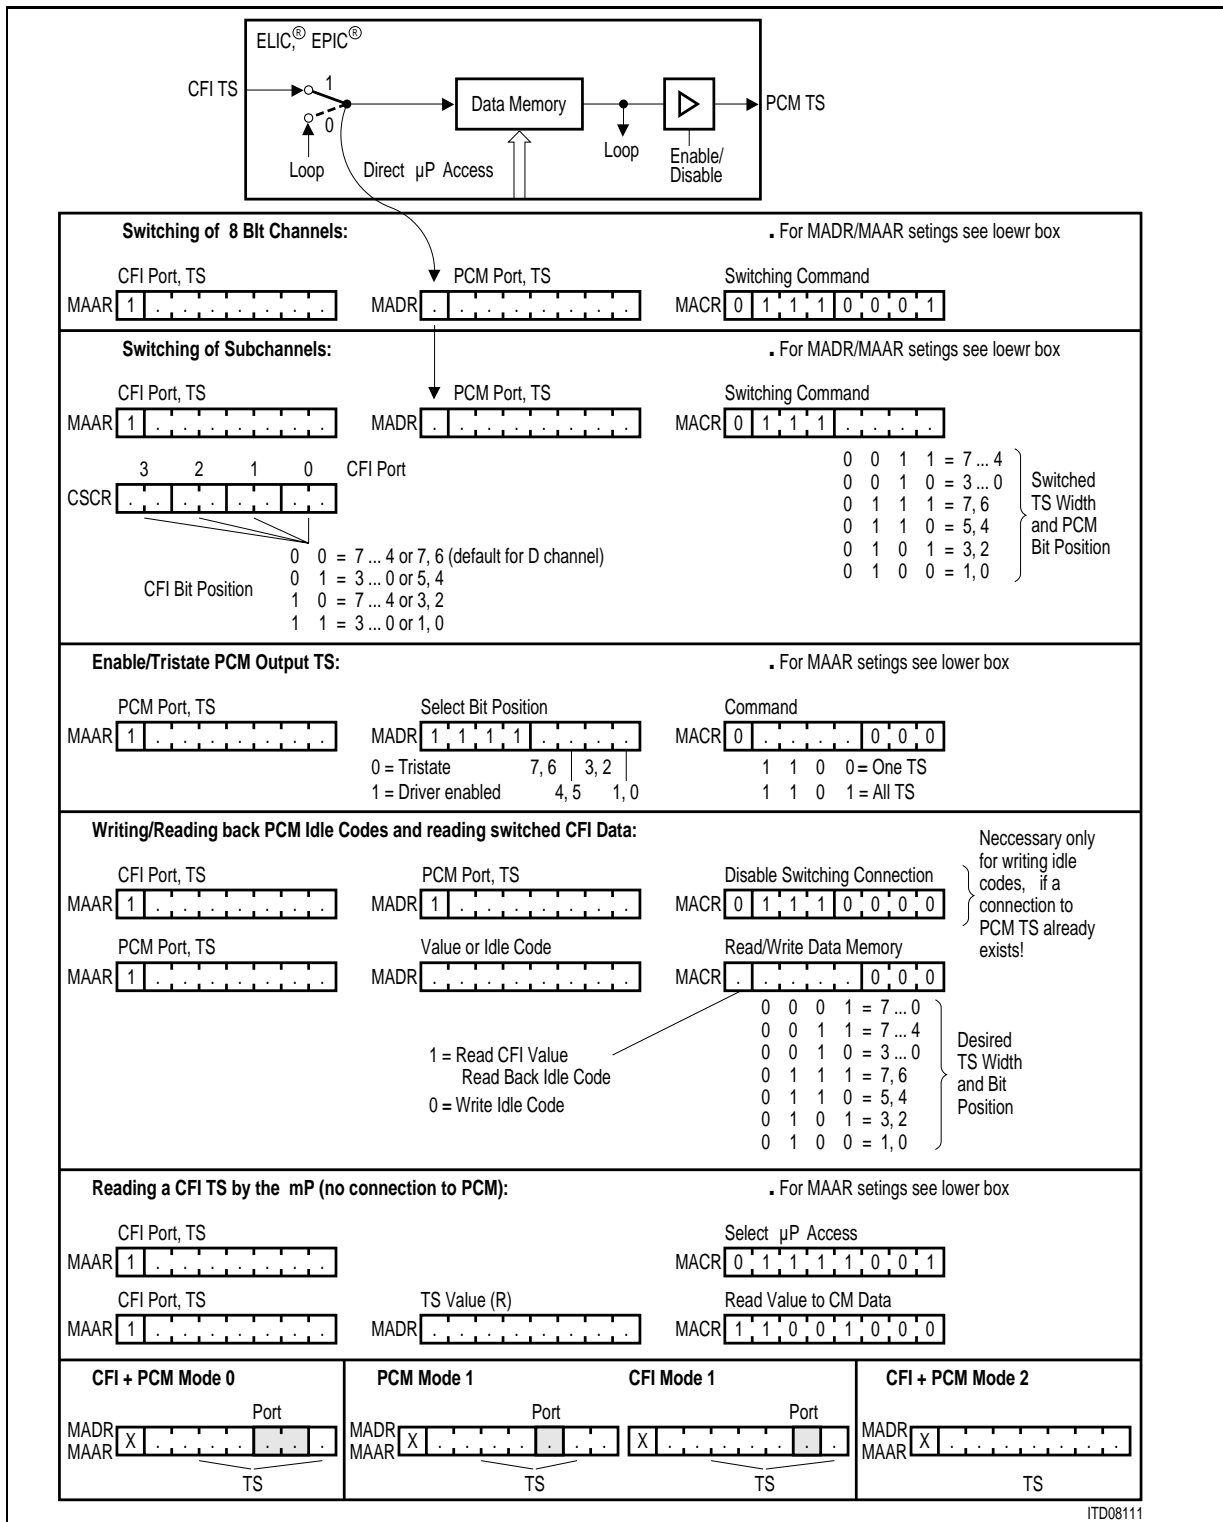 ELIC,® EPIC®
CFI TS
1
0
Data Memory
PCM TS
Loop
Direct µP Access
Loop
Enable/
Disable
Switching of 8 BIt Channels:
. For MADR/MAAR setings see loewr box
CFI Port, TS
PCM Port, TS
Switching Command
MAAR 1 . . . . . . .
MADR . . . . . . . .
MACR 0 1 1 1 0 0 0 1
Switching of Subchannels:
. For MADR/MAAR setings see loewr box
CFI Port, TS
PCM Port, TS
Switching Command
MAAR 1 . . . . . . .
MADR . . . . . . . .
MACR 0 1 1 1 . . . .
3 2 1 0 CFI Port
CSCR . . . . . . . .
CFI Bit Position
0 0 = 7 ... 4 or 7, 6 (default for D channel)
0 1 = 3 ... 0 or 5, 4
1 0 = 7 ... 4 or 3, 2
1 1 = 3 ... 0 or 1, 0
0 0 1 1 = 7 ... 4
0 0 1 0 = 3 ... 0
0 1 1 1 = 7, 6
0 1 1 0 = 5, 4
0 1 0 1 = 3, 2
0 1 0 0 = 1, 0
Switched
TS Width
and PCM
Bit Position
Enable/Tristate PCM Output TS:
. For MAAR setings see lower box
PCM Port, TS
Select Bit Position
Command
MAAR 1 . . . . . . .
MADR 1 1 1 1 . . . .
MACR 0 . . . . 0 0 0
0 = Tristate 7, 6 3, 2
1 = Driver enabled 4, 5 1, 0
1 1 0 0 = One TS
1 1 0 1 = All TS
Writing/Reading back PCM Idle Codes and reading switched CFI Data:
CFI Port, TS
PCM Port, TS
Disable Switching Connection
MAAR 1 . . . . . . .
MADR 1 . . . . . . .
MACR 0 1 1 1 0 0 0 0
Neccessary only
for writing idle
codes, if a
connection to
PCM TS already
exists!
PCM Port, TS
Value or Idle Code
Read/Write Data Memory
MAAR 1 . . . . . . .
MADR . . . . . . . .
MACR . . . . . 0 0 0
1 = Read CFI Value
Read Back Idle Code
0 = Write Idle Code
0 0 0 1 = 7 ... 0
0 0 1 1 = 7 ... 4
0 0 1 0 = 3 ... 0
0 1 1 1 = 7, 6
0 1 1 0 = 5, 4
0 1 0 1 = 3, 2
0 1 0 0 = 1, 0
Desired
TS Width
and Bit
Position
Reading a CFI TS by the mP (no connection to PCM):
. For MAAR setings see lower box
CFI Port, TS
Select µP Access
MAAR 1 . . . . . . .
MACR 0 1 1 1 1 0 0 1
CFI Port, TS
TS Value (R)
Read Value to CM Data
MAAR 1 . . . . . . .
MADR . . . . . . . .
MACR 1 1 0 0 1 0 0 0
CFI + PCM Mode 0
PCM Mode 1
CFI Mode 1
CFI + PCM Mode 2
Port
Port
Port
MADR
MAAR
X . . . . . . .
MADR
MAAR
X . . . . . . .
X . . . . . . .
MADR
MAAR
X . . . . . . .
TS
TS
TS
TS
ITD08111